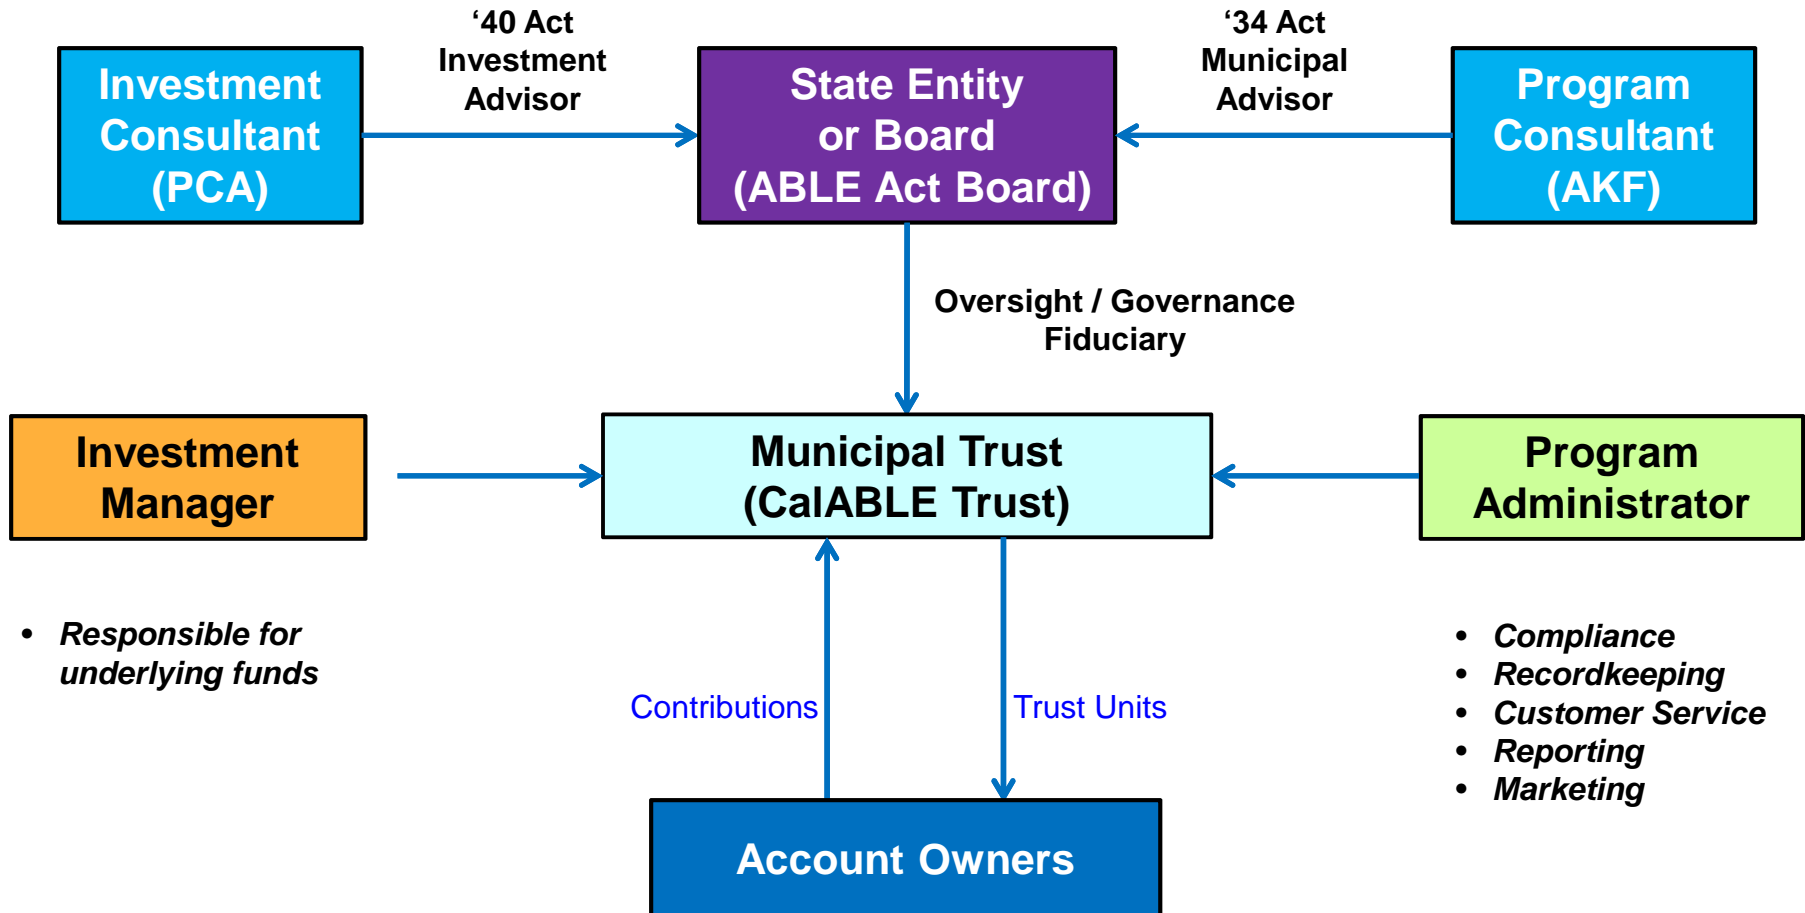 ‘40 Act
Investment
Advisor
‘34 Act
Municipal
Advisor
Investment
Consultant
(PCA)
State Entity
or Board
(ABLE Act Board)
Program
Consultant
(AKF)
Oversight / Governance
Fiduciary
Investment
Manager
Municipal Trust
(CalABLE Trust)
Program
Administrator
• Responsible for
underlying funds
• Compliance
• Recordkeeping
• Customer Service
• Reporting
• Marketing
Contributions
Trust Units
Account Owners